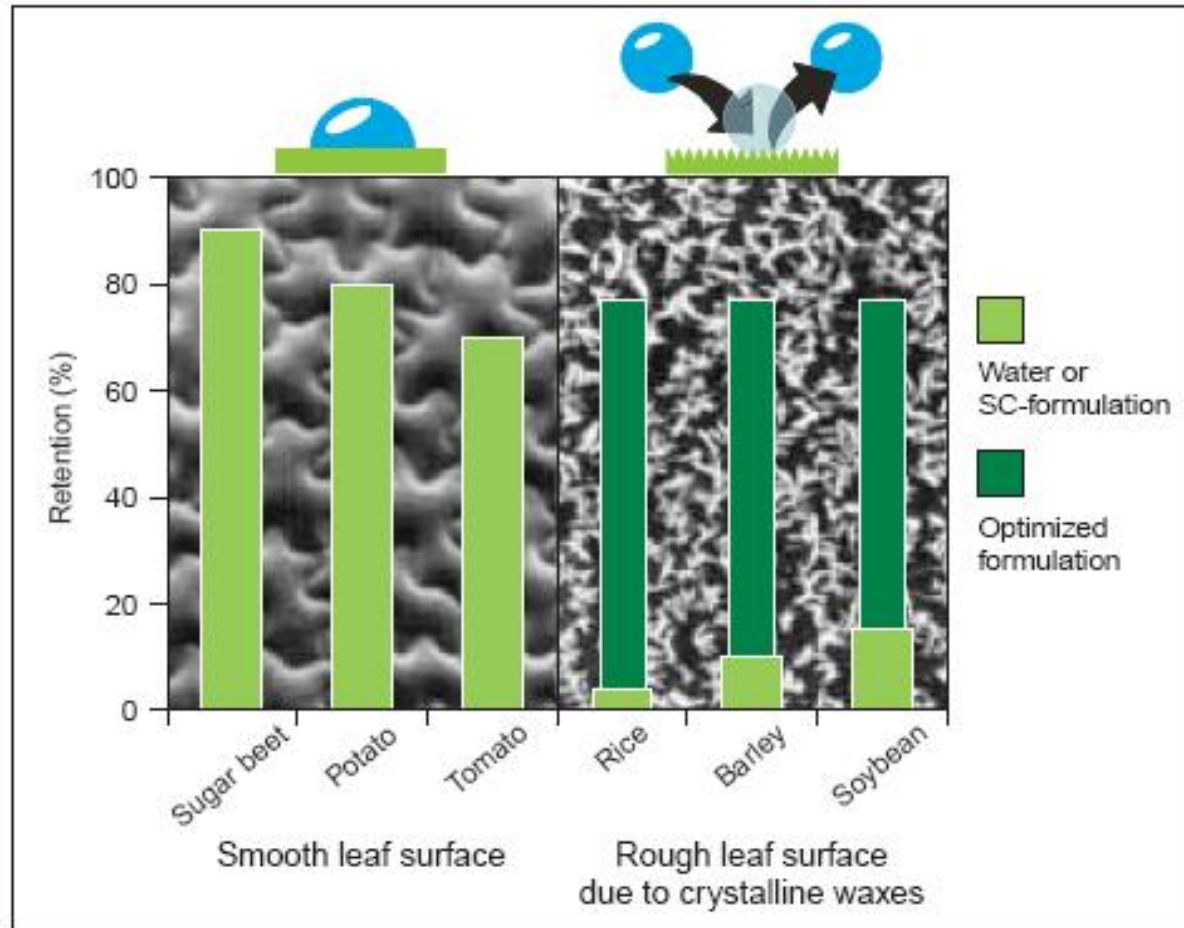 100
80
60
40
20
0
Retention (%)
Sugar beet
Potato
Tomato
Rice
Barley
Soybean
Smooth leaf surface
Rough leaf surface
due to crystalline waxes
Water or
SC-formulation
Optimized
formulation